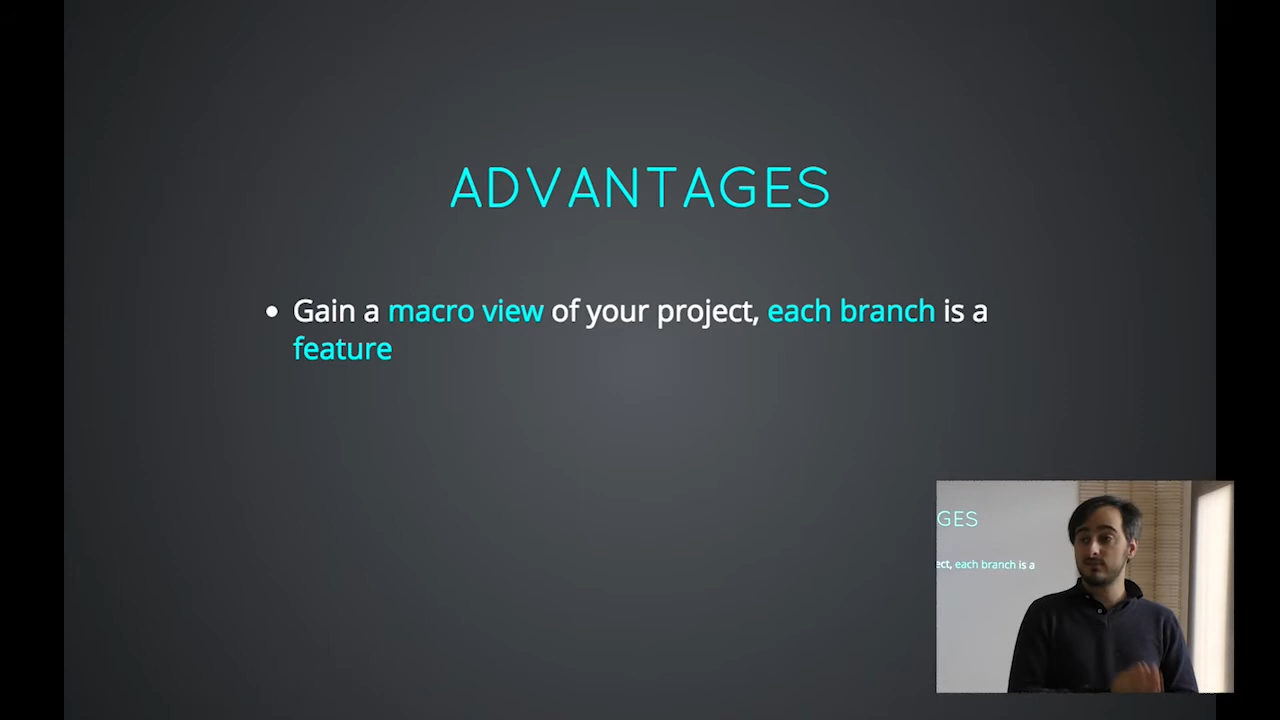 ADVANTAGES
• Gain a macro view of your project, each branch is a
feature
GES
ect, each branch is a